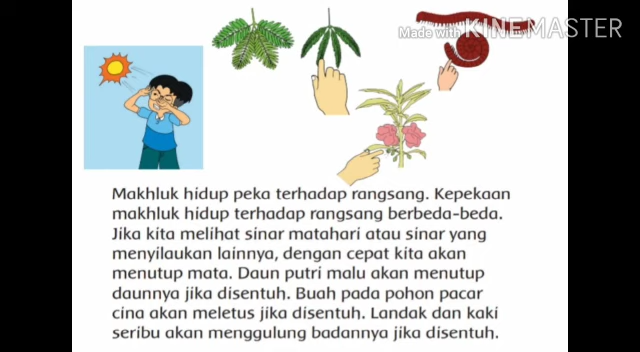 Made with KINEMASTER
Makhluk hidup peka terhadap rangsang. Kepekaan
makhluk hidup terhadap rangsang berbeda-beda.
Jika kita melihat sinar matahari atau sinar yang
menyilaukan lainnya, dengan cepat kita akan
menutup mata. Daun putri malu akan menutup
daunnya jika disentuh. Buah pada pohon pacar
cina akan meletus jika disentuh. Landak dan kaki
seribu akan menggulung badannya jika disentuh.